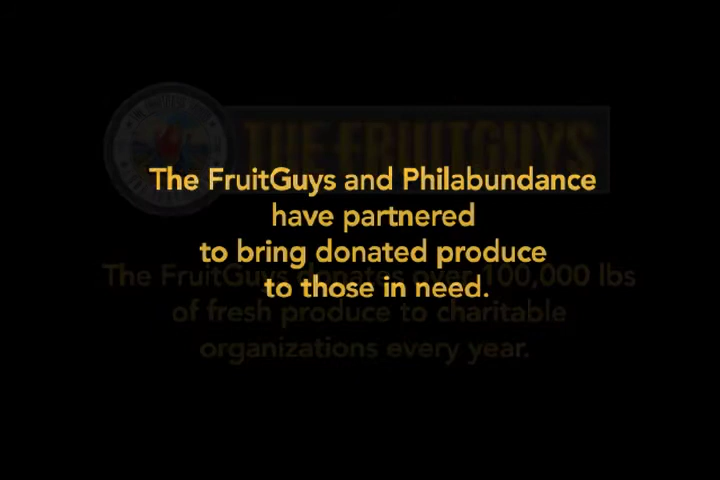 THE FRUITGUYS
The FruitGuys and Philabundance
have partnered
to bring donated produce
to those in need.
The FruitGuys donates over 100,000 lbs
of fresh produce to charitable
organizations every year.